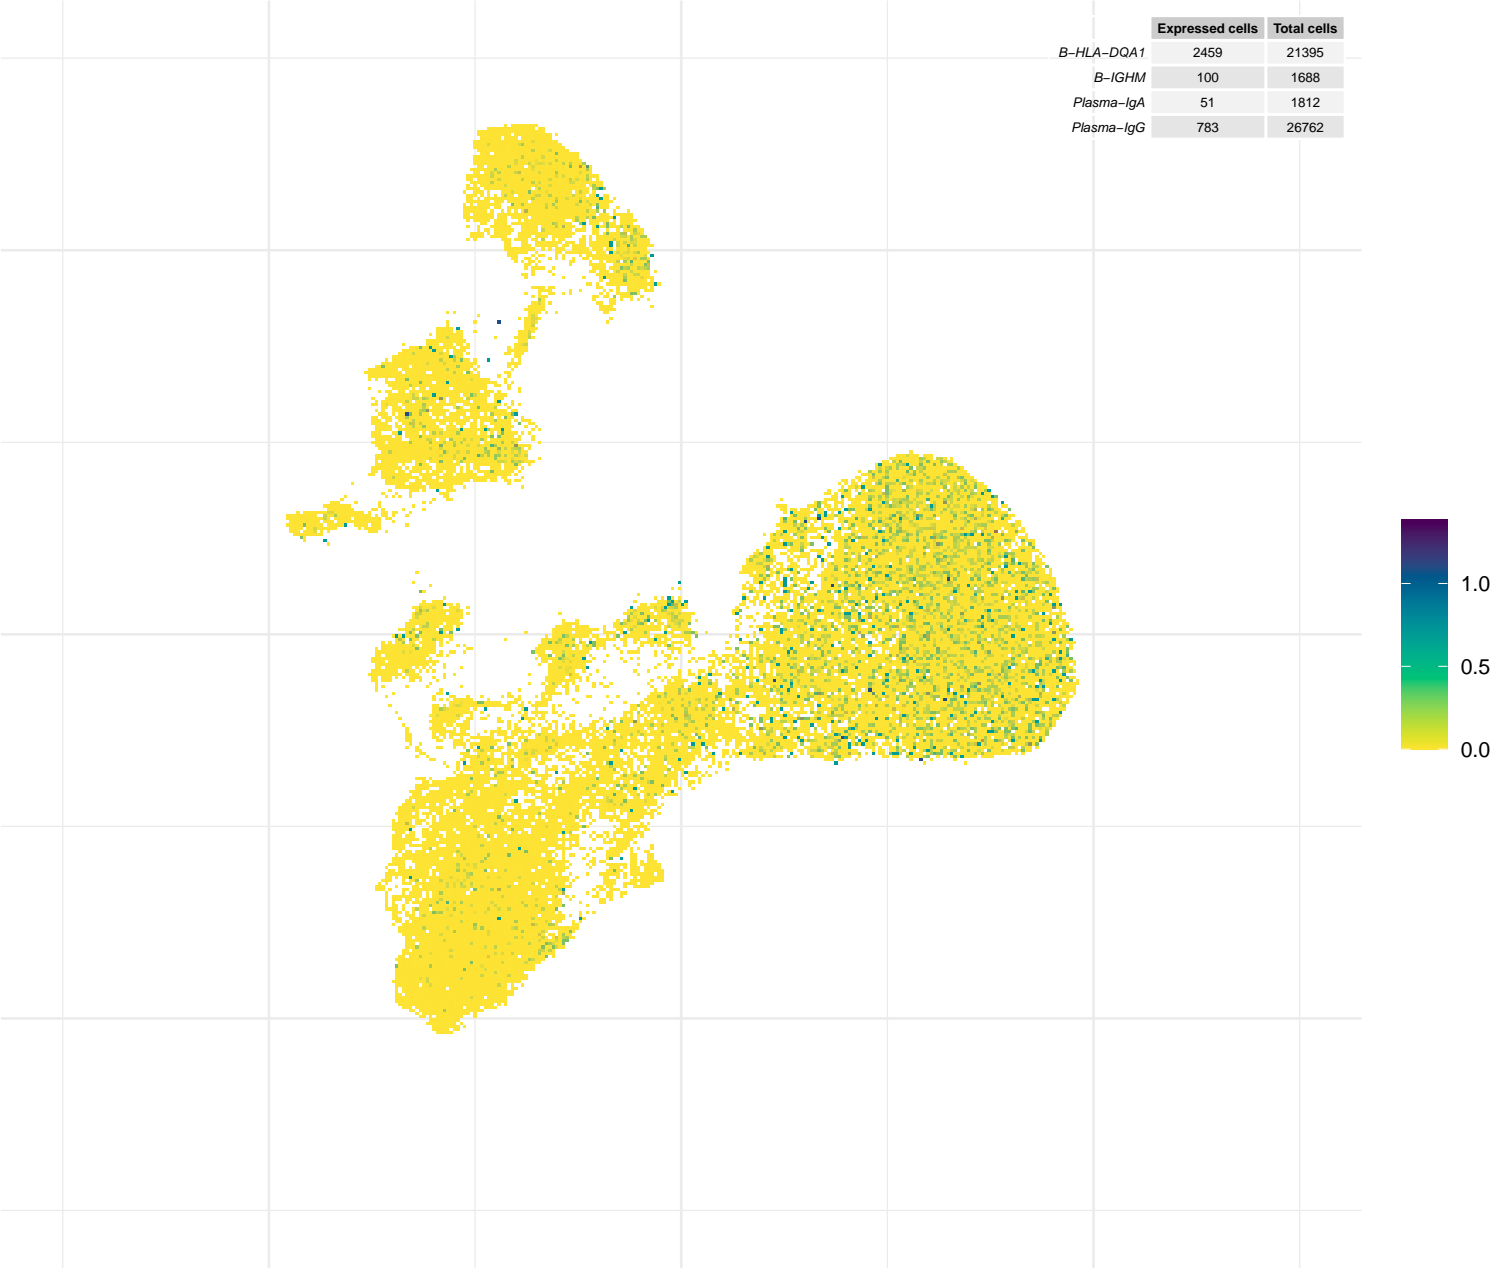 Expressed cells Total cells
B−HLA−DQA1 2459 21395
B−IGHM 100 1688
Plasma−IgA 51 1812
Plasma−IgG 783 26762
1.0
0.5
0.0